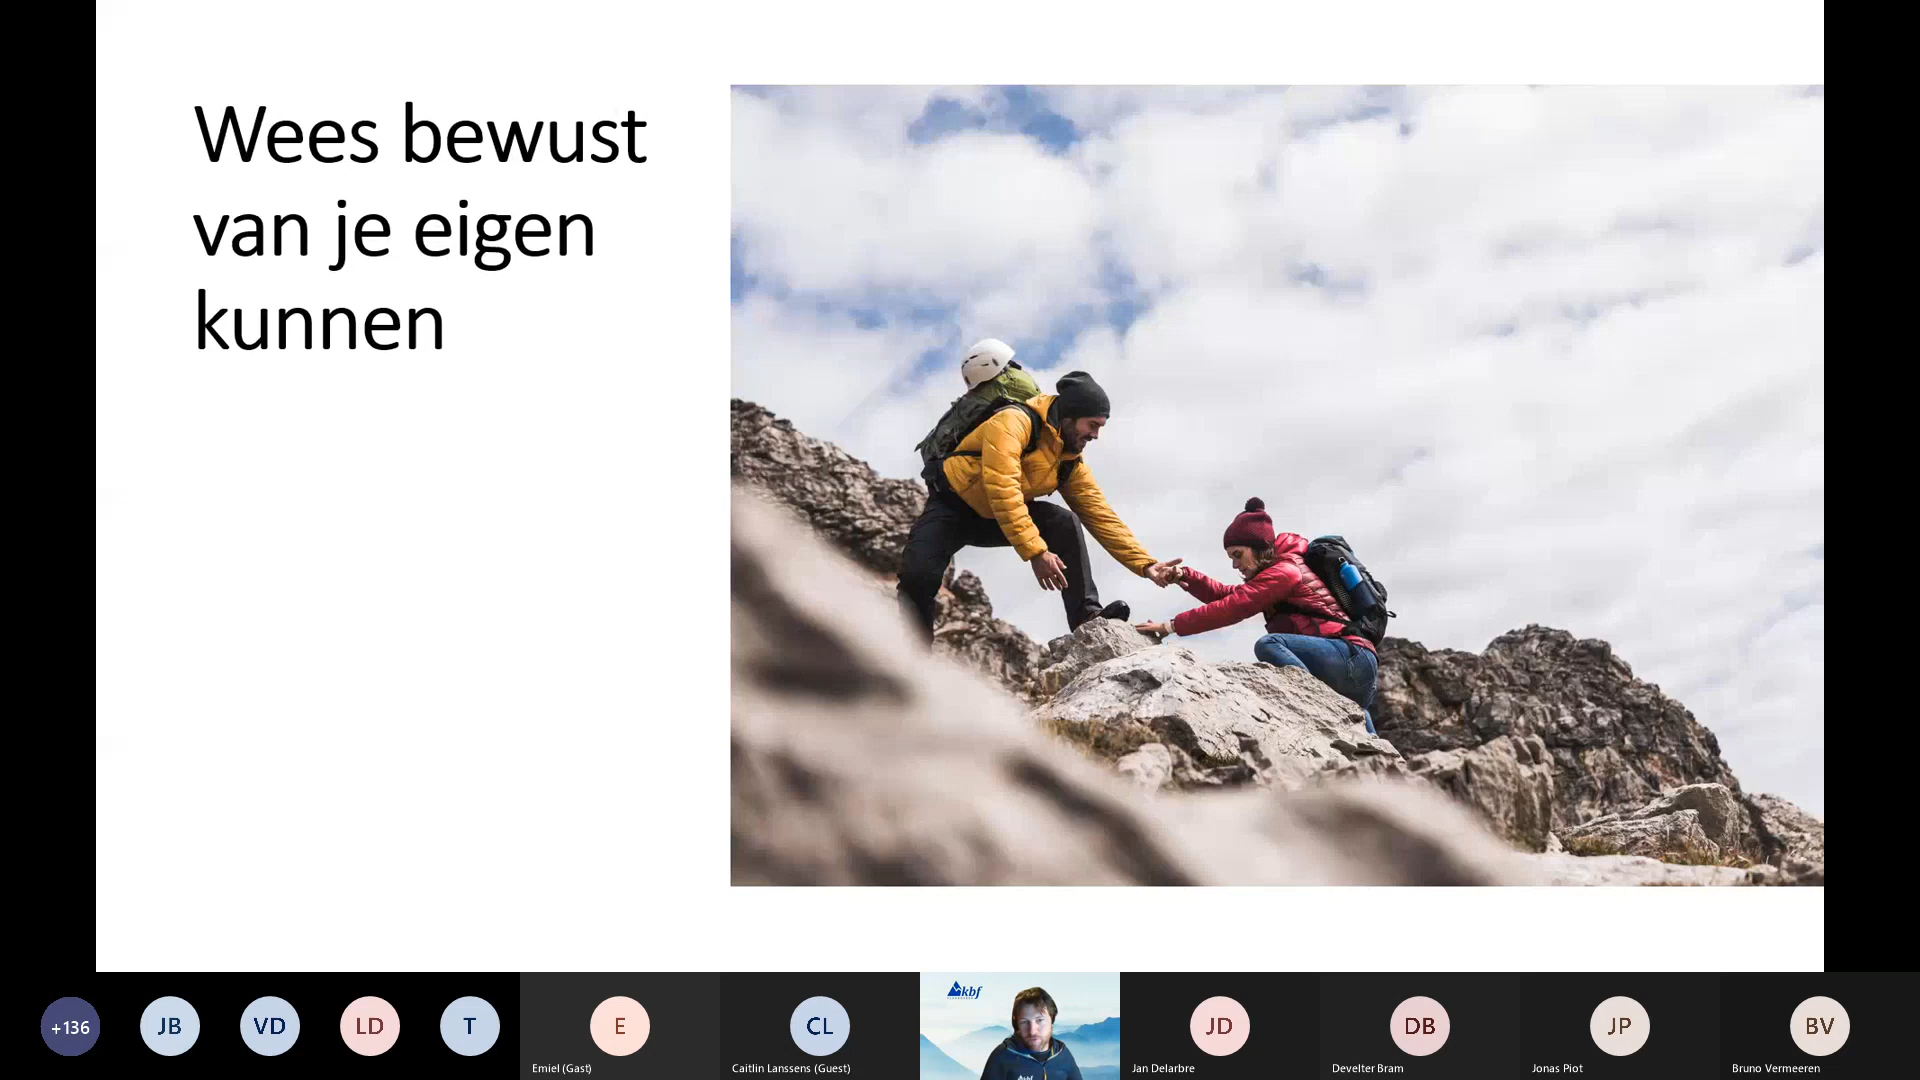 Wees bewust
van je eigen
kunnen
kbf
+136
JB
VD
LD
T
E
CL
JD
DB
JP
BV
Emiel (Gast)
Caitlin Lanssens (Guest)
Jan Delarbre
Develter Bram
Jonas Piot
Bruno Vermeeren